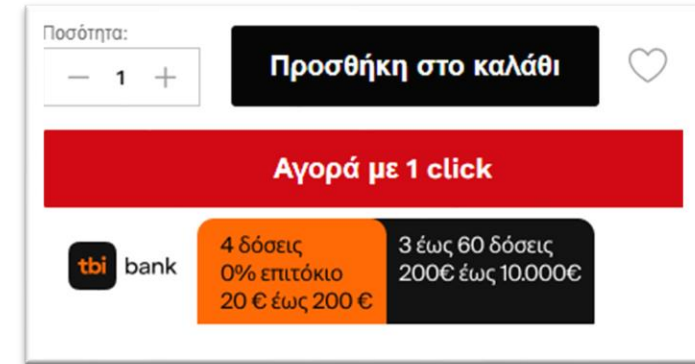 Ποσότητα:
1
Προσθήκη στο καλάθι
Αγορά με 1 click
tbi bank
4 δόσεις
0% επιτόκιο
20 € έως 200 €
3 έως 60 δόσεις
200€ έως 10.000€